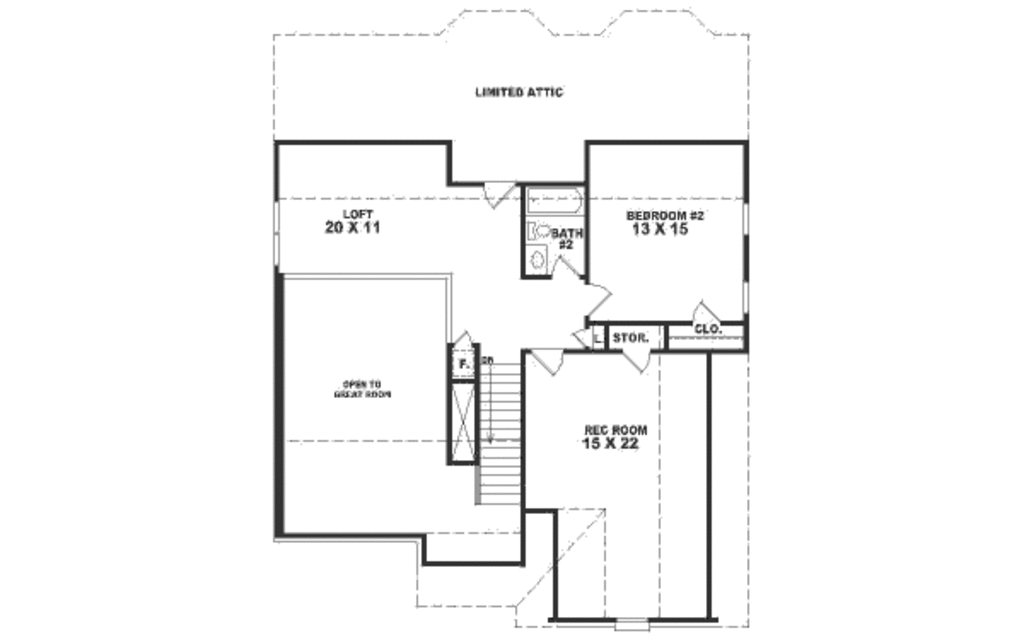 LIMITED ATTIC
LOFT
20 X 11
BEDROOM #2
13 X 15
BATH
#2
CLO.
L.
STOR.
F.
DN
OPEN TO
GREAT ROOM
REC ROOM
15 X 22